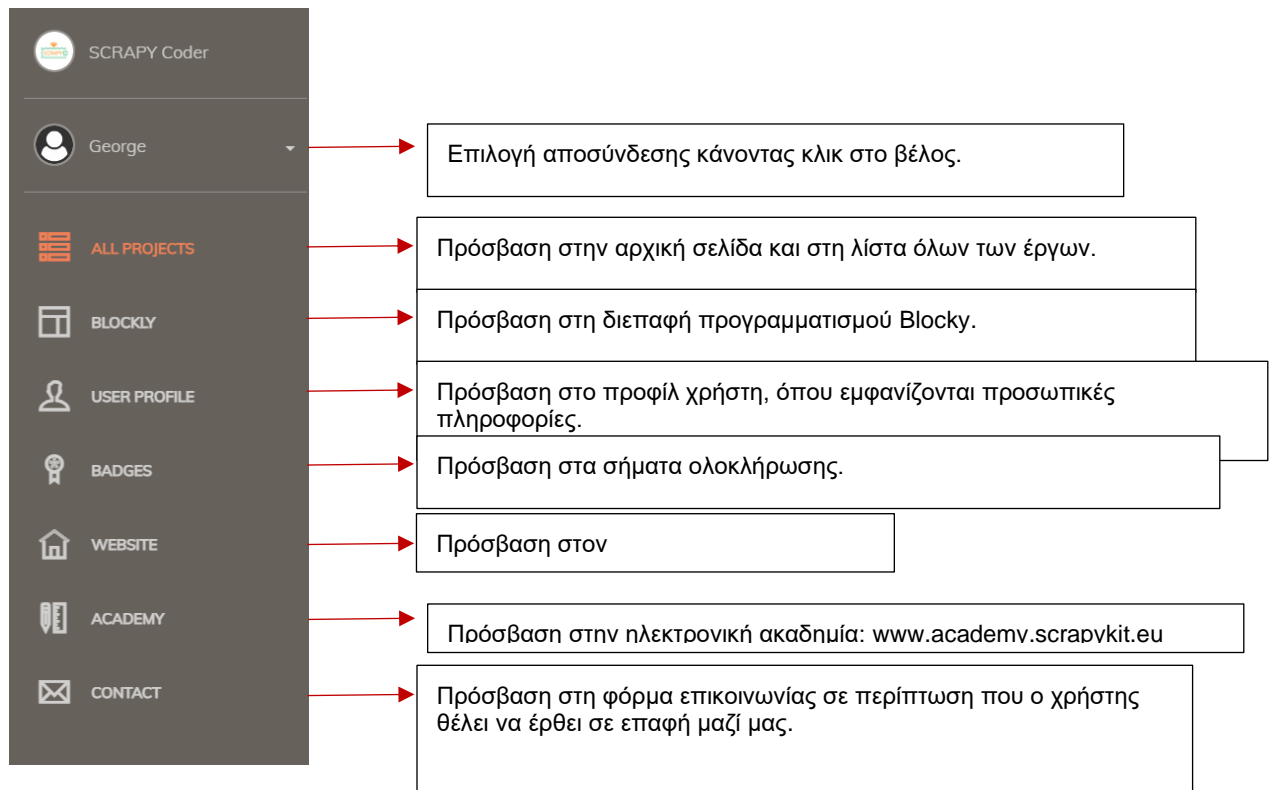 SCRAPY Coder
George
Επιλογή αποσύνδεσης κάνοντας κλικ στο βέλος.
ALL PROJECTS
Πρόσβαση στην αρχική σελίδα και στη λίστα όλων των έργων.
BLOCKLY
Πρόσβαση στη διεπαφή προγραμματισμού Blocky.
USER PROFILE
Πρόσβαση στο προφίλ χρήστη, όπου εμφανίζονται προσωπικές
πληροφορίες.
BADGES
Πρόσβαση στα σήματα ολοκλήρωσης.
WEBSITE
Πρόσβαση στον
ACADEMY
Πρόσβαση στην ηλεκτρονική ακαδημία: www.academy.scrapykit.eu
CONTACT
Πρόσβαση στη φόρμα επικοινωνίας σε περίπτωση που ο χρήστης
θέλει να έρθει σε επαφή μαζί μας.